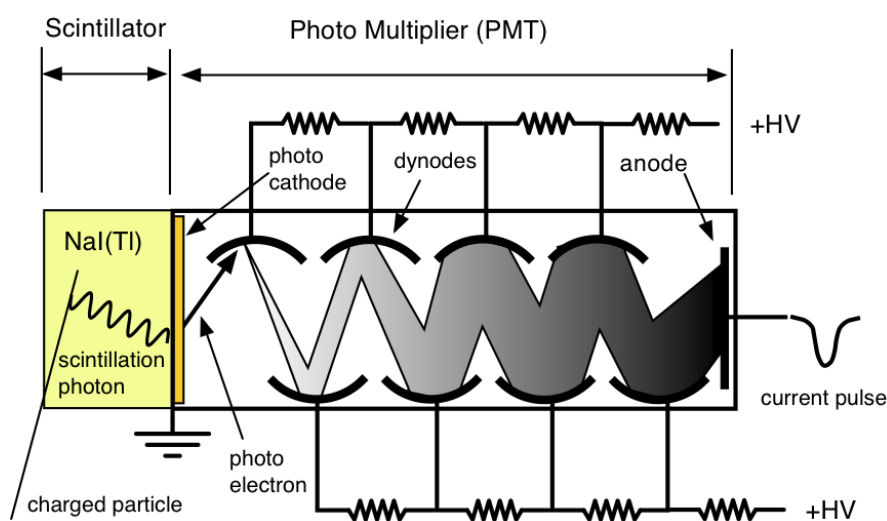 Scintillator
Photo Multiplier (PMT)
+HV
photo
cathode
dynodes
anode
NaI(Tl)
scintillation
photon
current pulse
photo
electron
charged particle
+HV